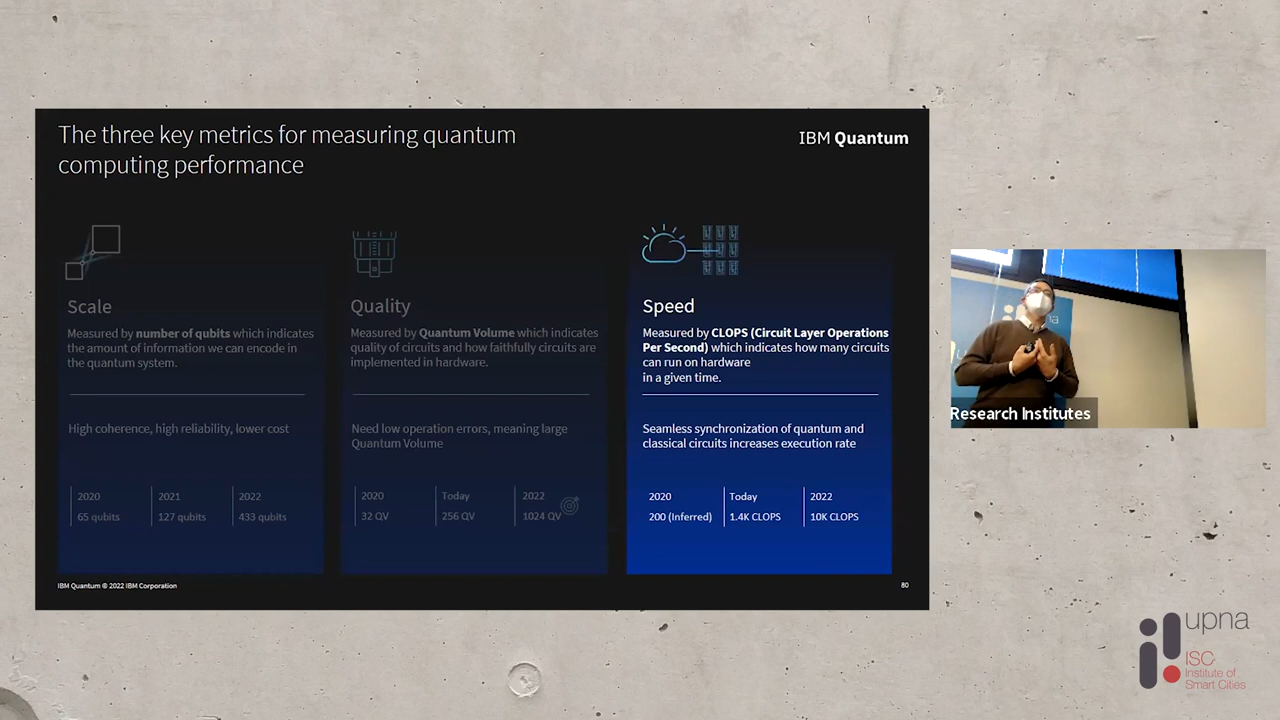 The three key metrics for measuring quantum
computing performance
IBM Quantum
Scale
Measured by number of qubits which indicates
the amount of information we can encode in
the quantum system.
High coherence, high reliability, lower cost
2020
65 qubits
2021
127 qubits
2022
433 qubits
Quality
Measured by Quantum Volume which indicates
quality of circuits and how faithfully circuits are
implemented in hardware.
Need low operation errors, meaning large
Quantum Volume
2020
32 QV
Today
256 QV
2022
1024 QV
Speed
Measured by CLOPS (Circuit Layer Operations
Per Second) which indicates how many circuits
can run on hardware
in a given time.
Seamless synchronization of quantum and
classical circuits increases execution rate
2020
200 (Inferred)
Today
1.4K CLOPS
2022
10K CLOPS
IBM Quantum © 2022 IBM Corporation
80
Research Institutes
upna
ISC
Institute of
Smart Cities